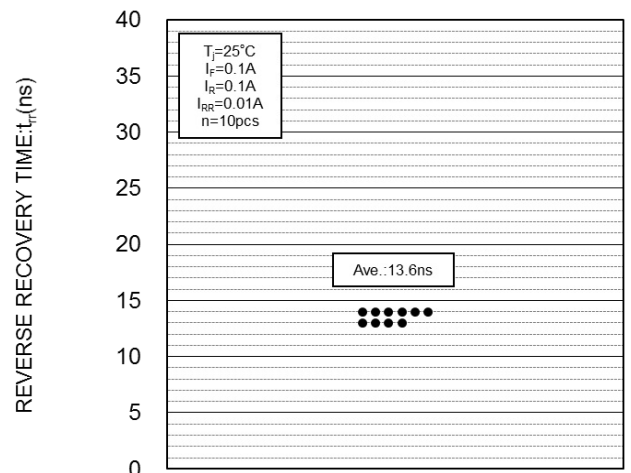 REVERSE RECOVERY TIME:trr(ns)
40
35
30
25
20
15
10
5
0
Tj=25°C
IF=0.1A
IR=0.1A
IRR=0.01A
n=10pcs
Ave.:13.6ns